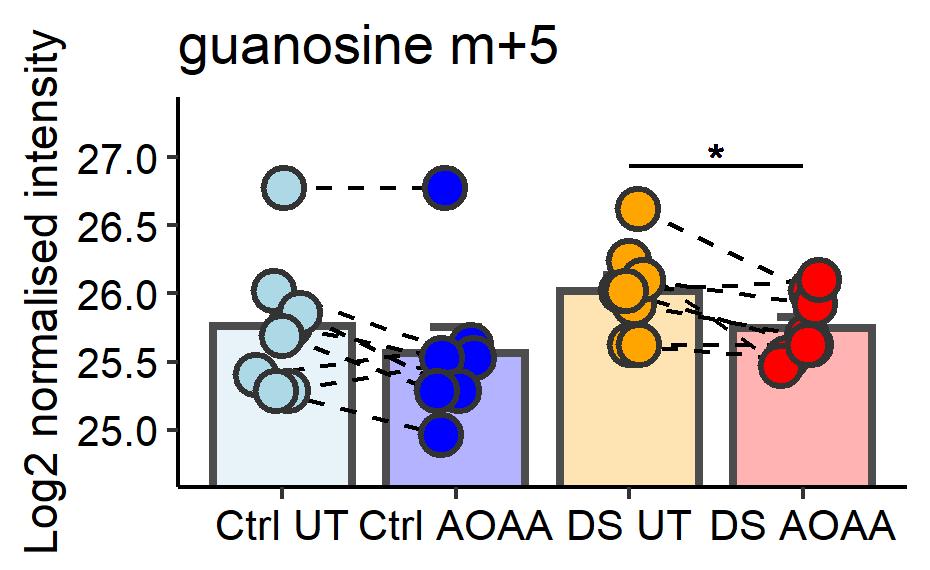 guanosine m+5
Log2 normalised intensity
27.0
26.5
26.0
25.5
25.0
*
Ctrl UT
Ctrl AOAA
DS UT
DS AOAA